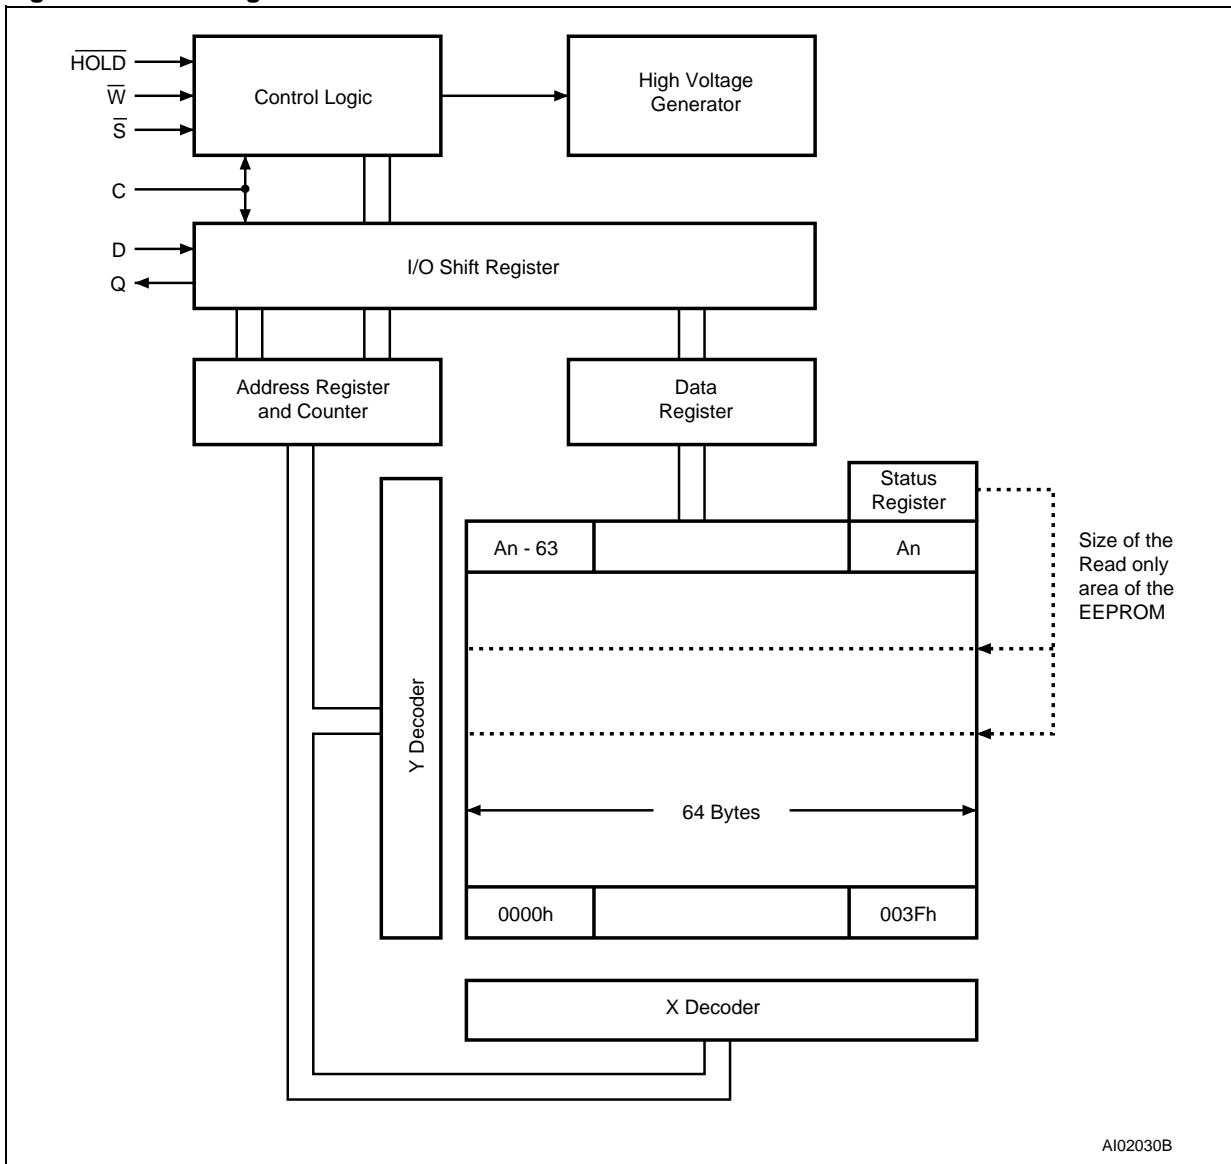 HOLD
W
S
Control Logic
High Voltage
Generator
C
D
Q
I/O Shift Register
Address Register
and Counter
Data
Register
Status
Register
An - 63
An
Size of the
Read only
area of the
EEPROM
Y Decoder
64 Bytes
0000h
003Fh
X Decoder
AI02030B